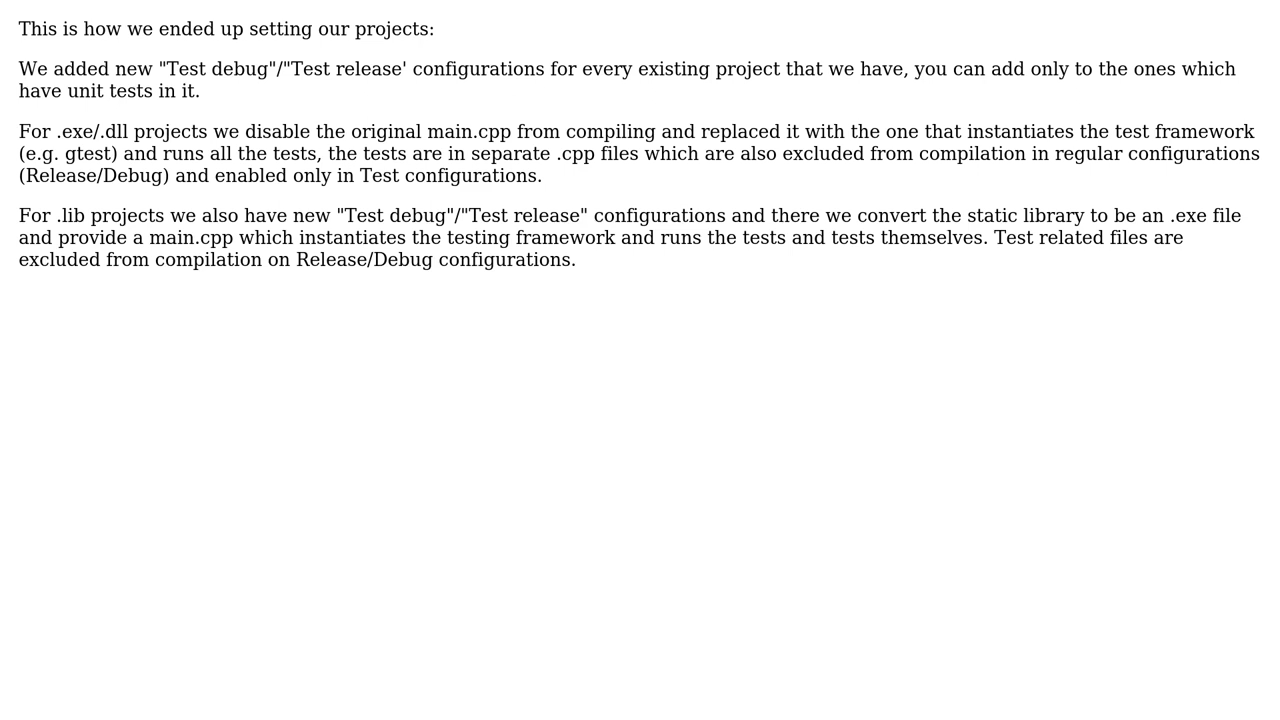 This is how we ended up setting our projects:
We added new "Test debug"/"Test release' configurations for every existing project that we have, you can add only to the ones which
have unit tests in it.
For .exe/.dll projects we disable the original main.cpp from compiling and replaced it with the one that instantiates the test framework
(e.g. gtest) and runs all the tests, the tests are in separate .cpp files which are also excluded from compilation in regular configurations
(Release/Debug) and enabled only in Test configurations.
For .lib projects we also have new "Test debug"/"Test release" configurations and there we convert the static library to be an .exe file
and provide a main.cpp which instantiates the testing framework and runs the tests and tests themselves. Test related files are
excluded from compilation on Release/Debug configurations.